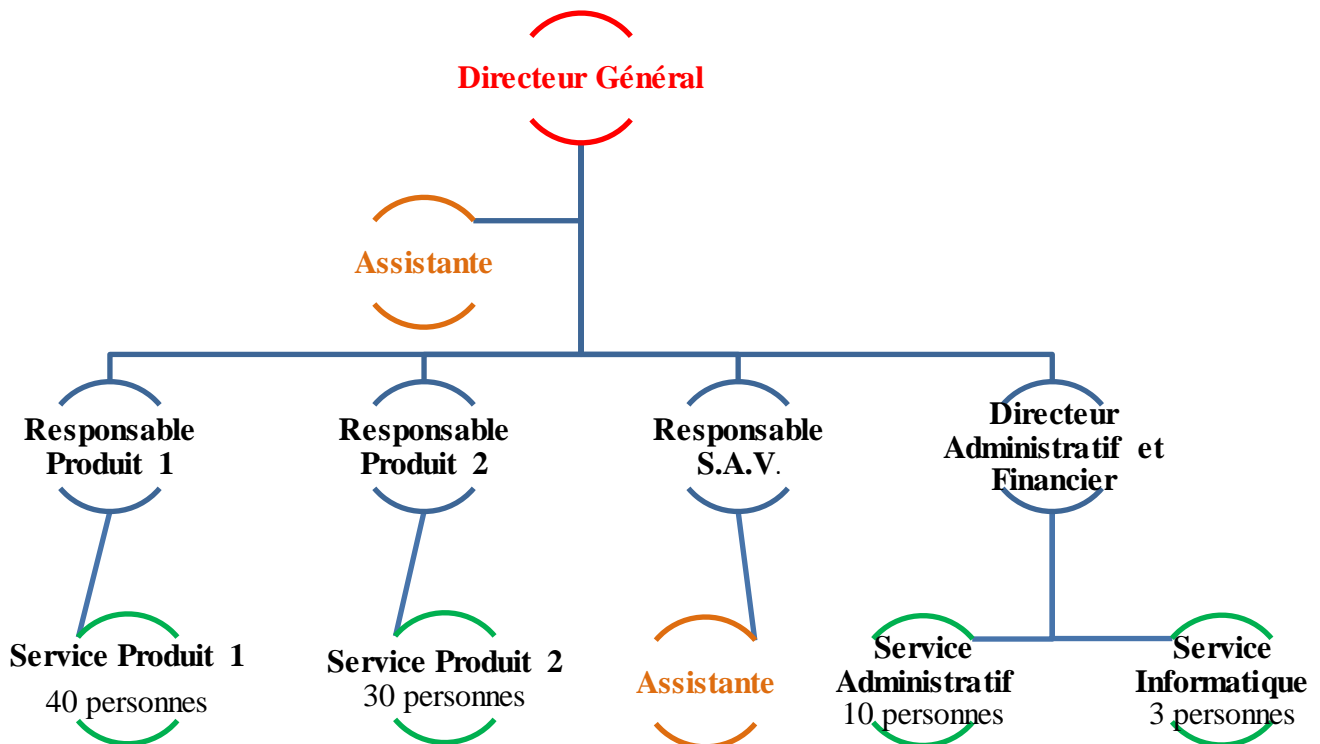 Directeur Général
Assistante
Responsable
Produit 1
Responsable
Produit 2
Responsable
S.A.V.
Directeur
Administratif et
Financier
Service Produit 1
40 personnes
Service Produit 2
30 personnes
Assistante
Service
Administratif
10 personnes
Service
Informatique
3 personnes